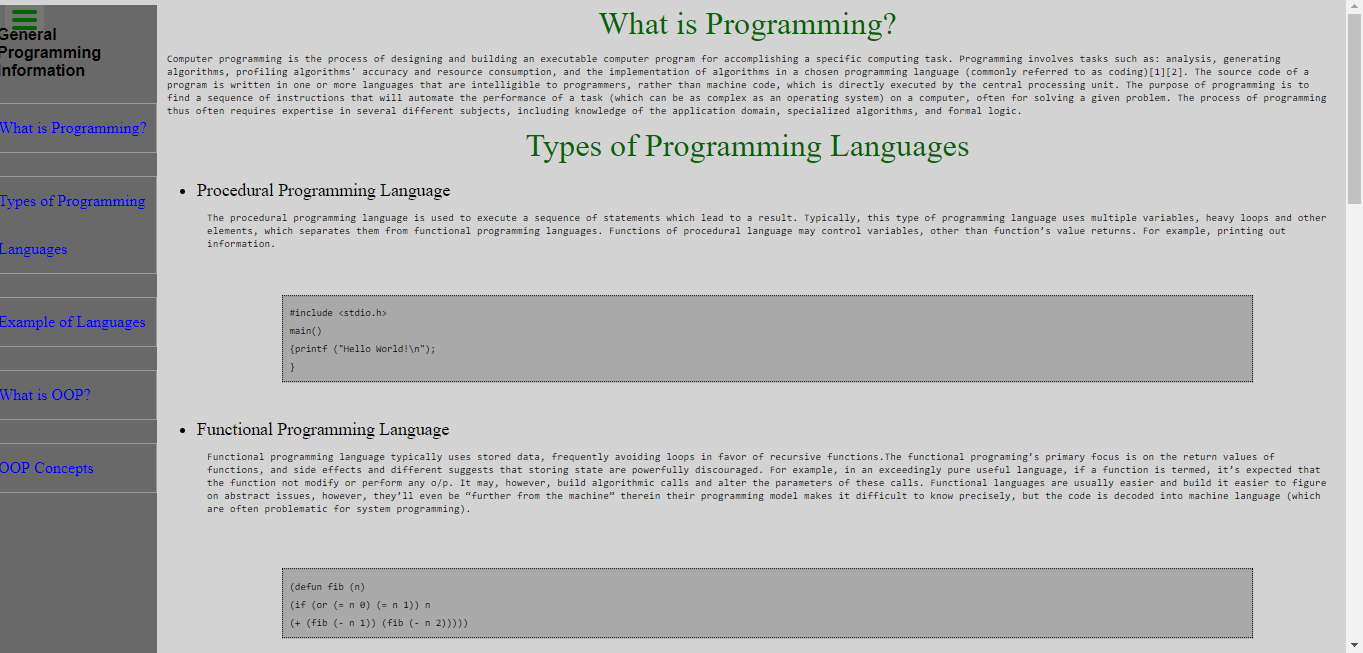 General
Programming
Information
What is Programming?
Types of Programming
Languages
Example of Languages
What is OOP?
OOP Concepts
What is Programming?
Computer programming is the process of designing and building an executable computer program for accomplishing a specific computing task. Programming involves tasks such as: analysis, generating
algorithms, profiling algorithms' accuracy and resource consumption, and the implementation of algorithms in a chosen programming language (commonly referred to as coding)[1][2]. The source code of a
program is written in one or more languages that are intelligible to programmers, rather than machine code, which is directly executed by the central processing unit. The purpose of programming is to
find a sequence of instructions that will automate the performance of a task (which can be as complex as an operating system) on a computer, often for solving a given problem. The process of programming
thus often requires expertise in several different subjects, including knowledge of the application domain, specialized algorithms, and formal logic.
Types of Programming Languages
• Procedural Programming Language
The procedural programming language is used to execute a sequence of statements which lead to a result. Typically, this type of programming language uses multiple variables, heavy loops and other
elements, which separates them from functional programming languages. Functions of procedural language may control variables, other than function’s value returns. For example, printing out
information.
#include <stdio.h>
main()
{printf ("Hello World!\n");
}
• Functional Programming Language
Functional programming language typically uses stored data, frequently avoiding loops in favor of recursive functions.The functional programing’s primary focus is on the return values of
functions, and side effects and different suggests that storing state are powerfully discouraged. For example, in an exceedingly pure useful language, if a function is termed, it’s expected that
the function not modify or perform any o/p. It may, however, build algorithmic calls and alter the parameters of these calls. Functional languages are usually easier and build it easier to figure
on abstract issues, however, they’ll even be “further from the machine” therein their programming model makes it difficult to know precisely, but the code is decoded into machine language (which
are often problematic for system programming).
(defun fib (n)
(if (or (= n 0) (= n 1)) n
(+ (fib (- n 1)) (fib (- n 2)))))